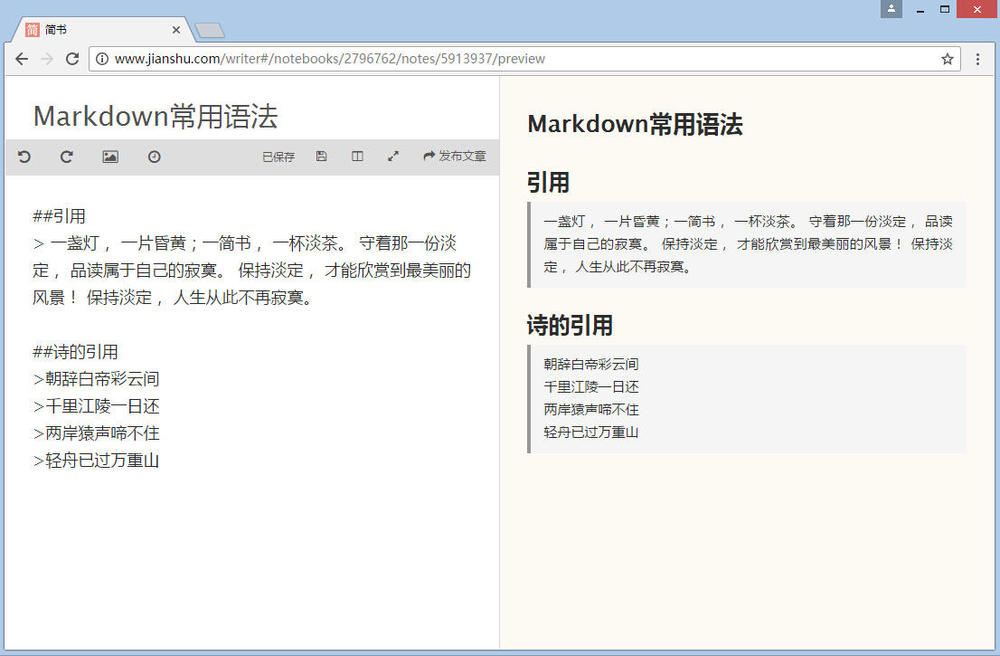 简 简书
www.jianshu.com/writer#/notebooks/2796762/notes/5913937/preview
Markdown常用语法
已保存 发布文章
##引用
> 一盏灯， 一片昏黄；一简书， 一杯淡茶。 守着那一份淡
定， 品读属于自己的寂寞。 保持淡定， 才能欣赏到最美丽的
风景！ 保持淡定， 人生从此不再寂寞。
##诗的引用
>朝辞白帝彩云间
>千里江陵一日还
>两岸猿声啼不住
>轻舟已过万重山
Markdown常用语法
引用
一盏灯， 一片昏黄；一简书， 一杯淡茶。 守着那一份淡定， 品读
属于自己的寂寞。 保持淡定， 才能欣赏到最美丽的风景！ 保持淡
定， 人生从此不再寂寞。
诗的引用
朝辞白帝彩云间
千里江陵一日还
两岸猿声啼不住
轻舟已过万重山